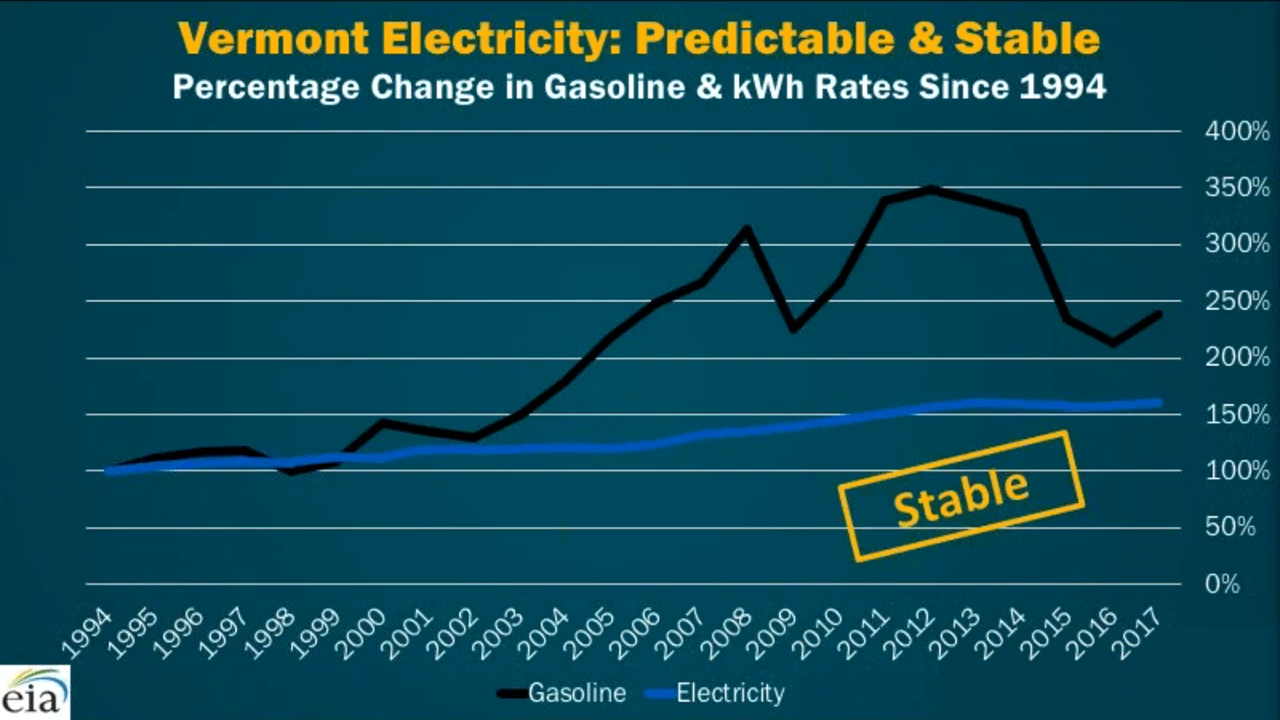 Vermont Electricity: Predictable & Stable
Percentage Change in Gasoline & kWh Rates Since 1994
400%
350%
300%
250%
200%
150%
100%
50%
0%
Stable
1994 1995 1996 1997 1998 1999 2000 2001 2002 2003 2004 2005 2006 2007 2008 2009 2010 2011 2012 2013 2014 2015 2016 2017
Gasoline Electricity
eia